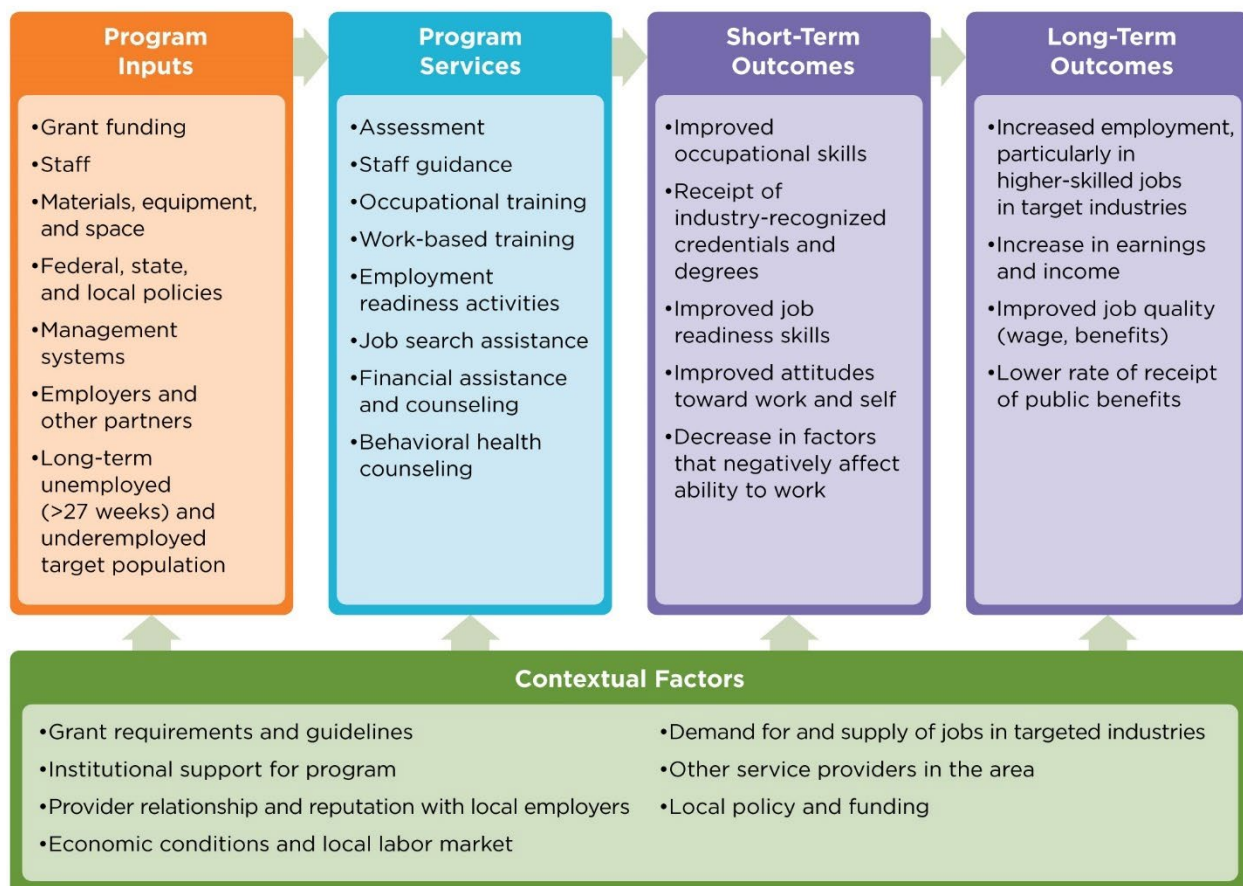 Program
Inputs
•Grant funding
•Staff
•Materials, equipment,
and space
•Federal, state,
and local policies
•Management
systems
•Employers and
other partners
•Long-term
unemployed
(>27 weeks) and
underemployed
target population
Program
Services
•Assessment
•Staff guidance
•Occupational training
•Work-based training
•Employment
readiness activities
•Job search assistance
•Financial assistance
and counseling
•Behavioral health
counseling
Short-Term
Outcomes
•Improved
occupational skills
•Receipt of
industry-recognized
credentials and
degrees
•Improved job
readiness skills
•Improved attitudes
toward work and self
•Decrease in factors
that negatively affect
ability to work
Long-Term
Outcomes
•Increased employment,
particularly in
higher-skilled jobs
in target industries
•Increase in earnings
and income
•Improved job quality
(wage, benefits)
•Lower rate of receipt
of public benefits
Contextual Factors
•Grant requirements and guidelines
•Institutional support for program
•Provider relationship and reputation with local employers
•Economic conditions and local labor market
•Demand for and supply of jobs in targeted industries
•Other service providers in the area
•Local policy and funding